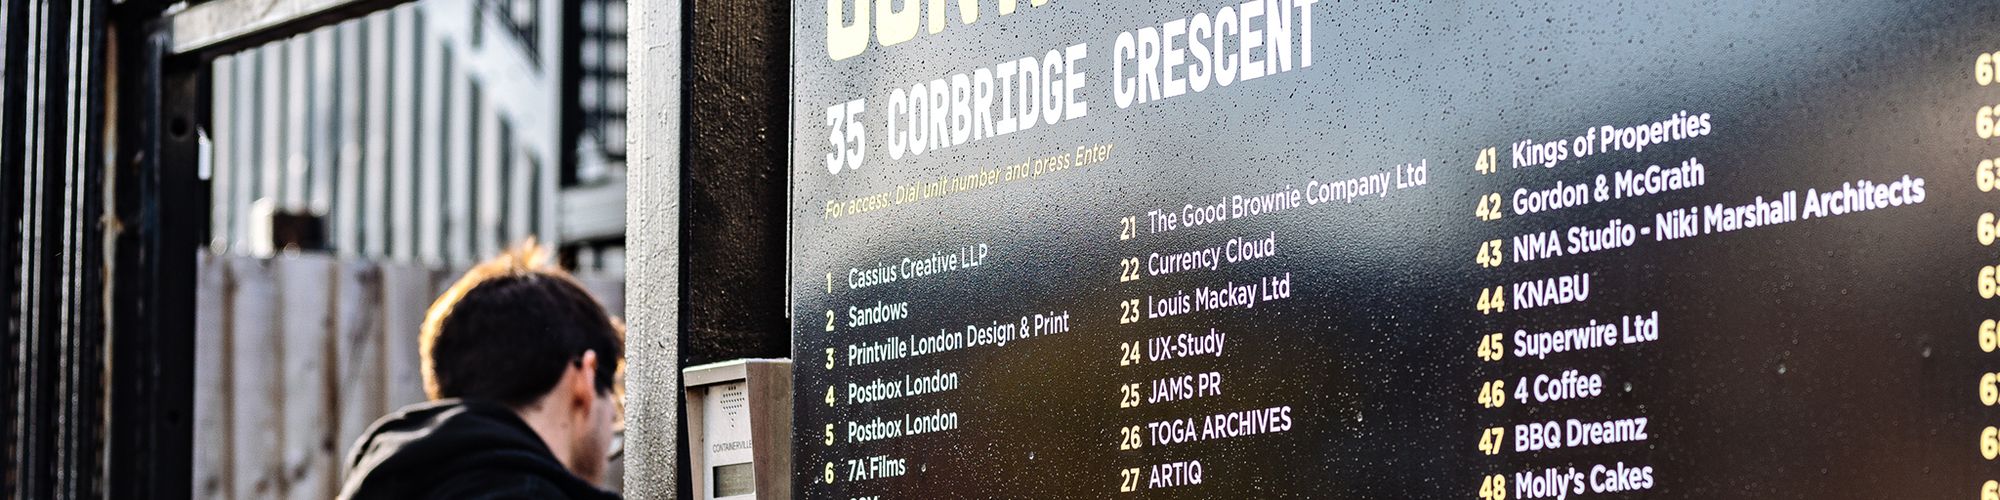 35 CORBRIDGE CRESCENT
For access: Dial unit number and press Enter
1 Cassius Creative LLP
2 Sandows
3 Printville London Design & Print
4 Postbox London
5 Postbox London
6 7A Films
21 The Good Brownie Company Ltd
22 Currency Cloud
23 Louis Mackay Ltd
24 UX-Study
25 JAMS PR
26 TOGA ARCHIVES
27 ARTIQ
41 Kings of Properties
42 Gordon & McGrath
43 NMA Studio - Niki Marshall Architects
44 KNABU
45 Superwire Ltd
46 4 Coffee
47 BBQ Dreamz
48 Molly's Cakes
61
62
63
CONTAINERVILLE